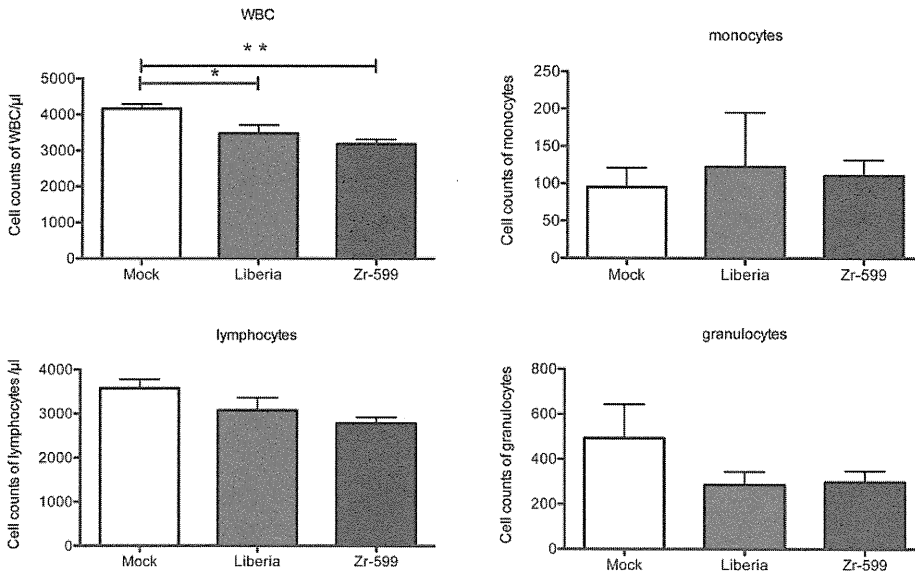 WBC
* *
*
Cell counts of WBC/µl
5000
4000
3000
2000
1000
0
Mock Liberia Zr-599
monocytes
Cell counts of monocytes
250
200
150
100
50
0
Mock Liberia Zr-599
lymphocytes
Cell counts of lymphocytes /µl
4000
3000
2000
1000
0
Mock Liberia Zr-599
granulocytes
Cell counts of granulocytes
800
600
400
200
0
Mock Liberia Zr-599